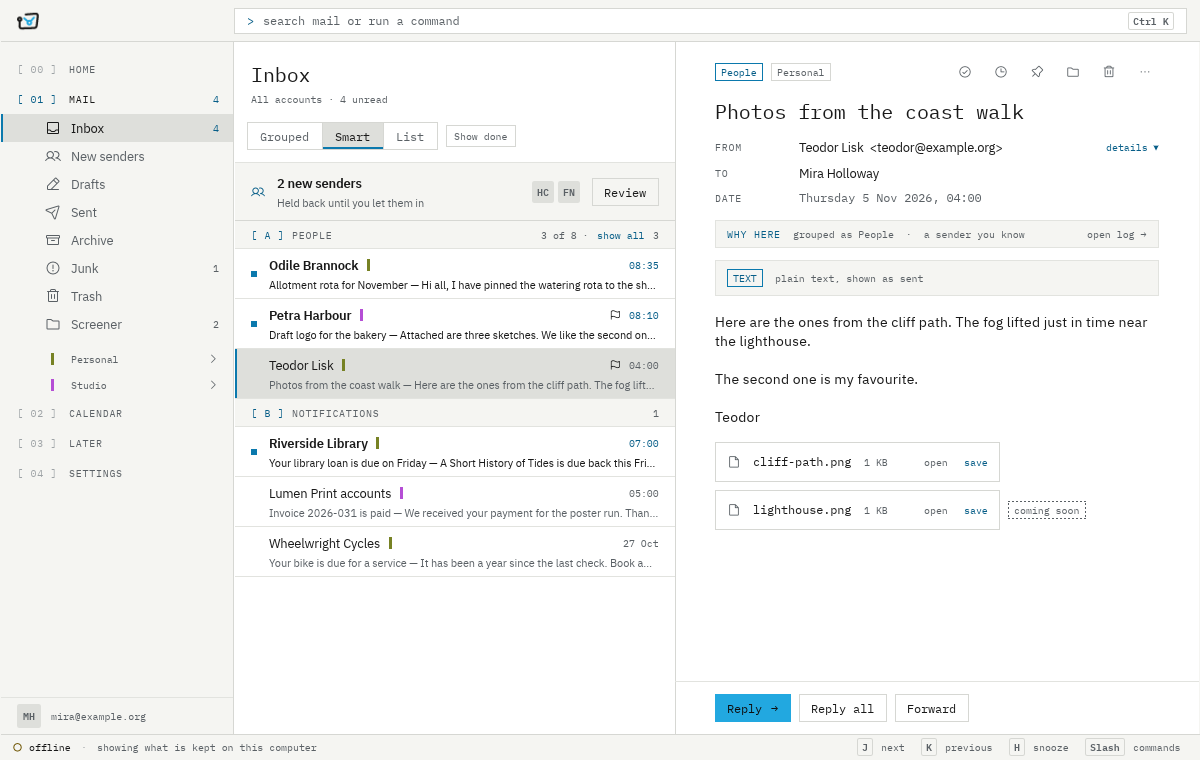 > search mail or run a command Ctrl K
[ 00 ] HOME
[ 01 ] MAIL 4
Inbox 4
New senders
Drafts
Sent
Archive
Junk 1
Trash
Screener 2
Personal
Studio
[ 02 ] CALENDAR
[ 03 ] LATER
[ 04 ] SETTINGS
MH mira@example.org
Inbox
All accounts · 4 unread
Grouped Smart List Show done
2 new senders
Held back until you let them in
HC FN Review
[ A ] PEOPLE 3 of 8 · show all 3
Odile Brannock 08:35
Allotment rota for November — Hi all, I have pinned the watering rota to the sh…
Petra Harbour 08:10
Draft logo for the bakery — Attached are three sketches. We like the second on…
Teodor Lisk 04:00
Photos from the coast walk — Here are the ones from the cliff path. The fog lift…
[ B ] NOTIFICATIONS 1
Riverside Library 07:00
Your library loan is due on Friday — A Short History of Tides is due back this Fri…
Lumen Print accounts 05:00
Invoice 2026-031 is paid — We received your payment for the poster run. Than…
Wheelwright Cycles 27 Oct
Your bike is due for a service — It has been a year since the last check. Book a…
People Personal ···
Photos from the coast walk
FROM Teodor Lisk <teodor@example.org> details ▾
TO Mira Holloway
DATE Thursday 5 Nov 2026, 04:00
WHY HERE grouped as People · a sender you know open log →
TEXT plain text, shown as sent
Here are the ones from the cliff path. The fog lifted just in time near
the lighthouse.
The second one is my favourite.
Teodor
cliff-path.png 1 KB open save
lighthouse.png 1 KB open save coming soon
Reply → Reply all Forward
offline · showing what is kept on this computer J next K previous H snooze Slash commands